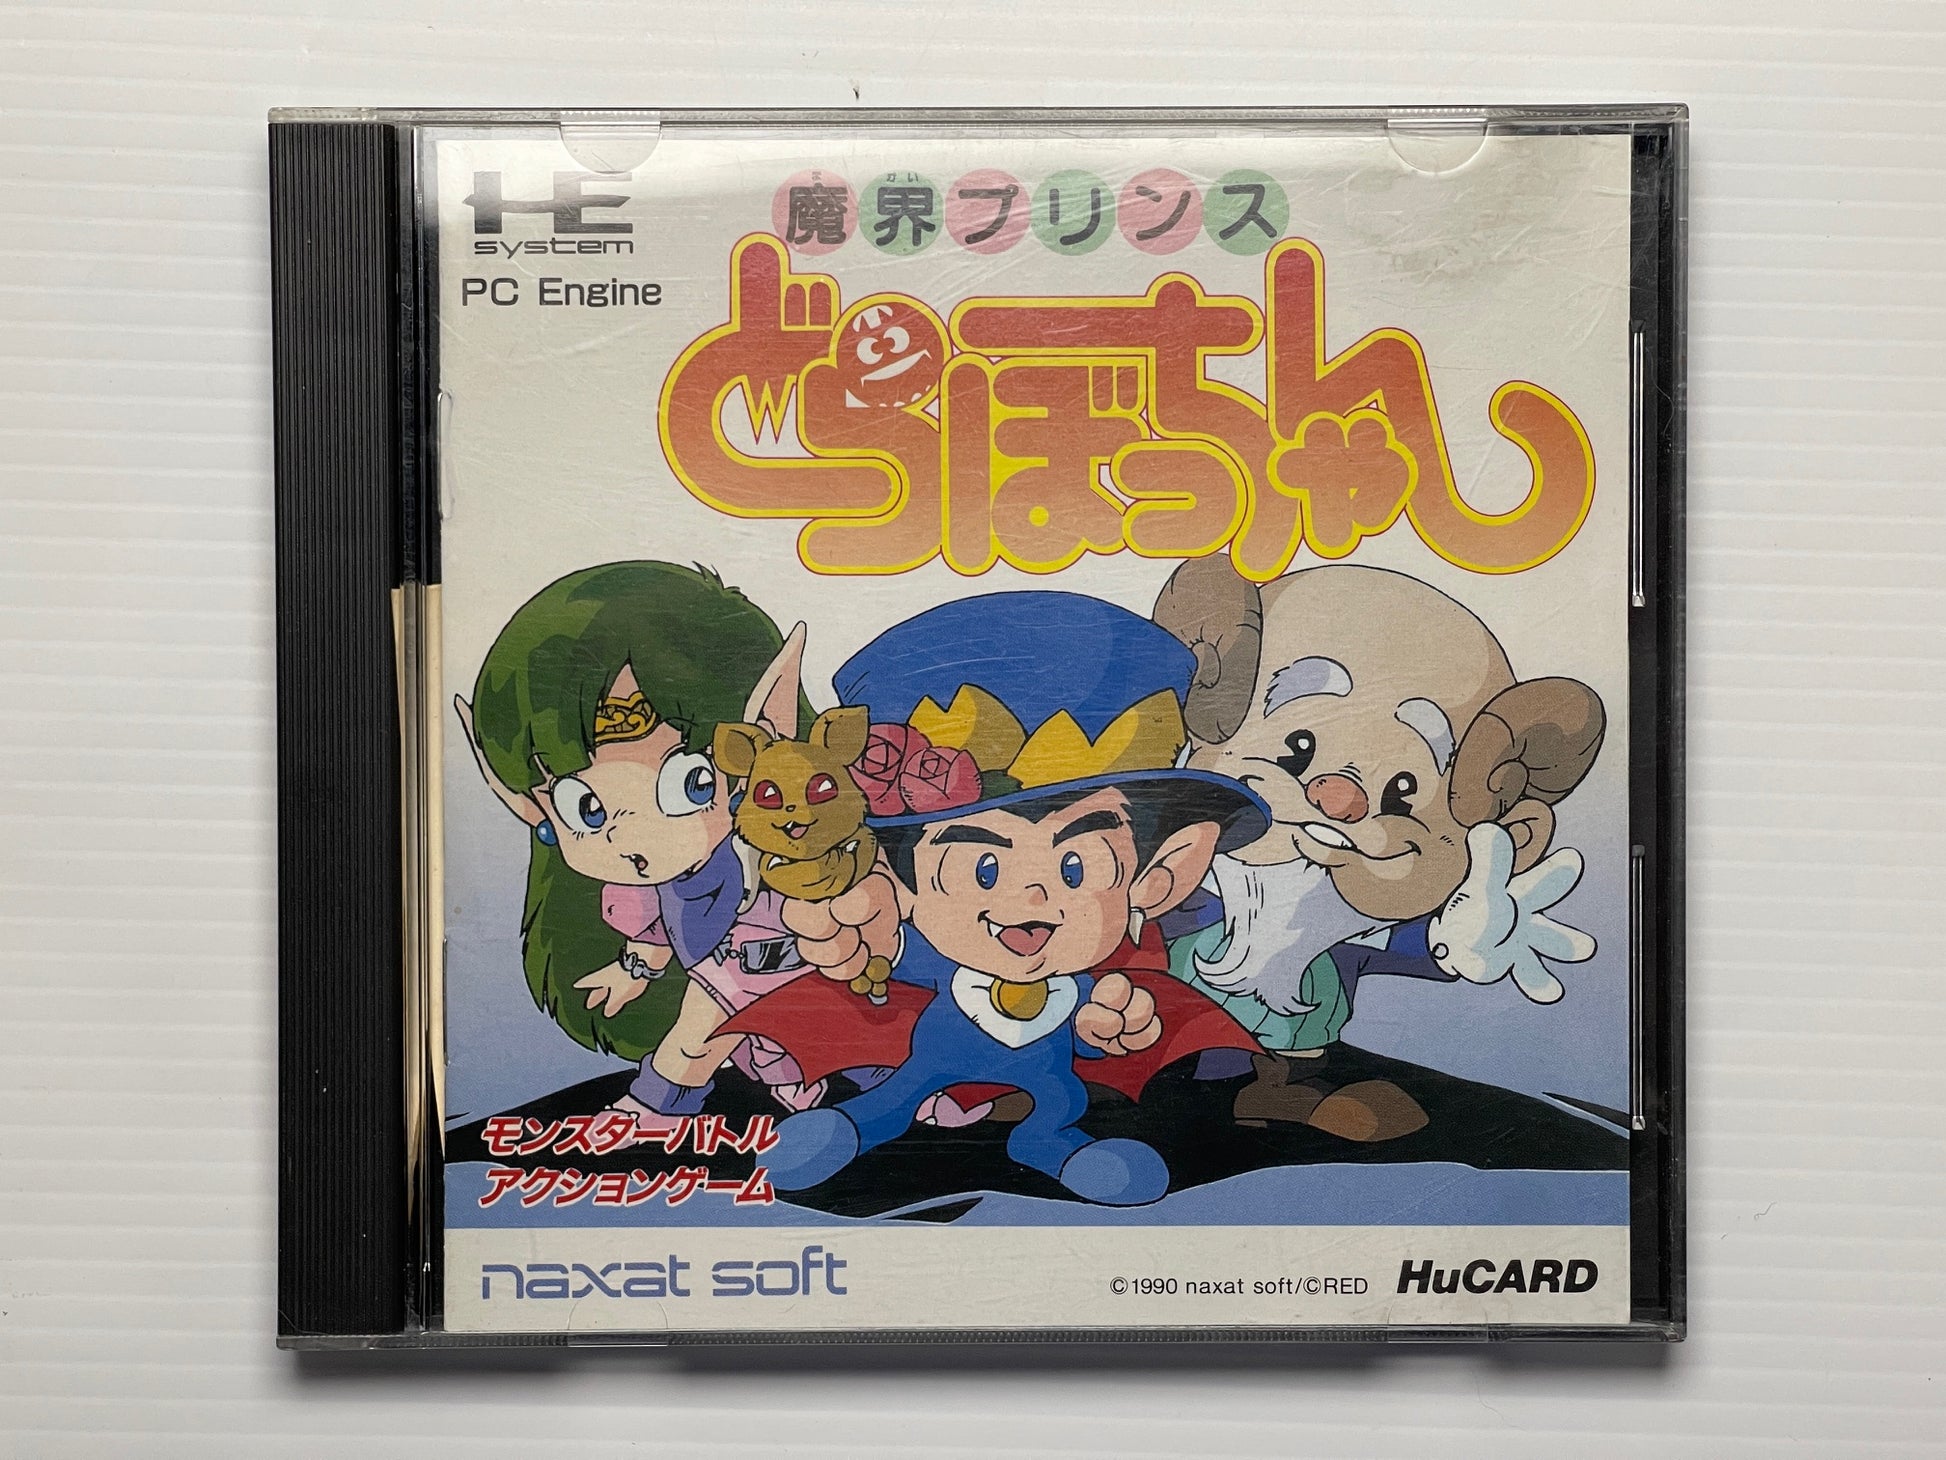 HE
system
PC Engine
まかい
魔界プリンス
どらぼっちゃん
モンスターバトル
アクションゲーム
naxat soft
©1990 naxat soft/©RED
HuCARD